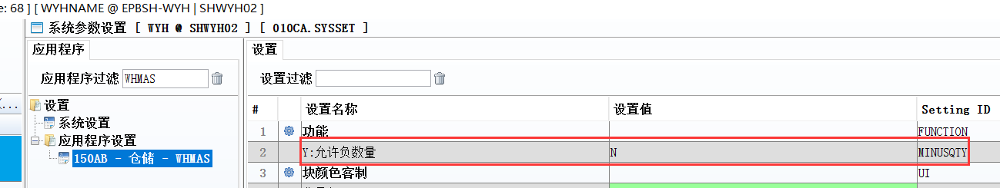 e: 68 ] [ WYHNAME @ EPBSH-WYH | SHWYH02 ]
系统参数设置 [ WYH @ SHWYH02 ] [ 010CA.SYSSET ]
应用程序
设置
应用程序过滤 WHMAS
设置过滤
(...
设置
系统设置
应用程序设置
150AB - 仓储 - WHMAS
# 设置名称 设置值 Setting ID
1 功能 FUNCTION
2 Y:允许负数量 N MINUSQTY
3 块颜色客制 UI